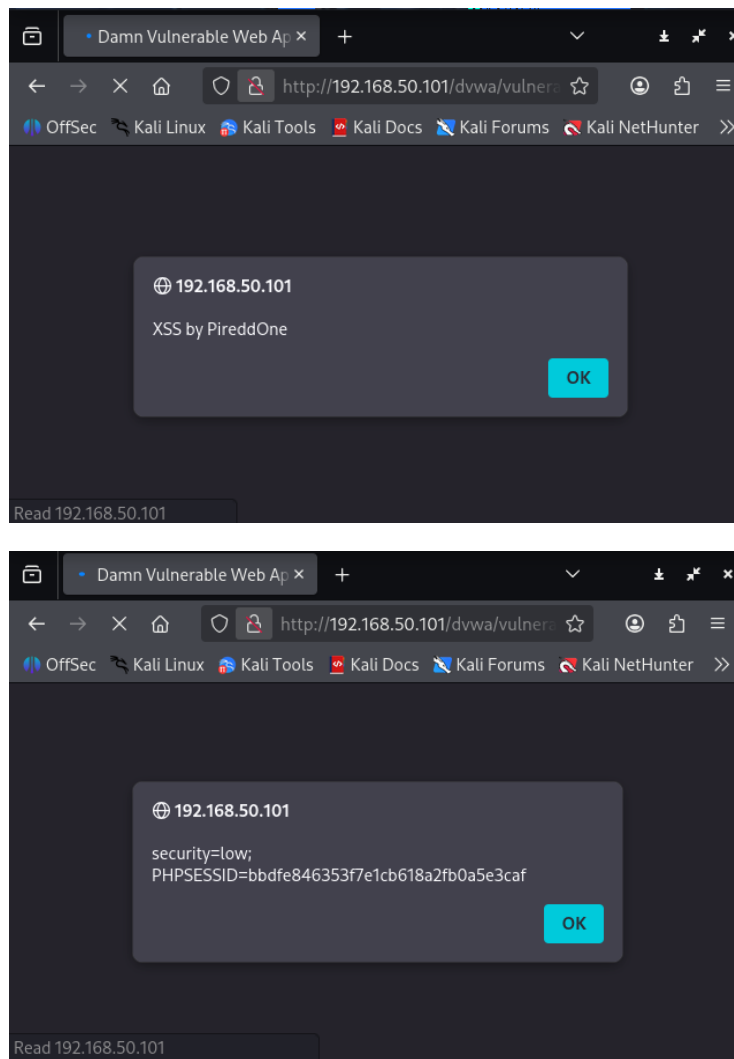 Damn Vulnerable Web Ap
http://192.168.50.101/dvwa/vulnera
OffSec Kali Linux Kali Tools Kali Docs Kali Forums Kali NetHunter
192.168.50.101
XSS by PireddOne
OK
Read 192.168.50.101
Damn Vulnerable Web Ap
http://192.168.50.101/dvwa/vulnera
OffSec Kali Linux Kali Tools Kali Docs Kali Forums Kali NetHunter
192.168.50.101
security=low;
PHPSESSID=bbdfe846353f7e1cb618a2fb0a5e3caf
OK
Read 192.168.50.101